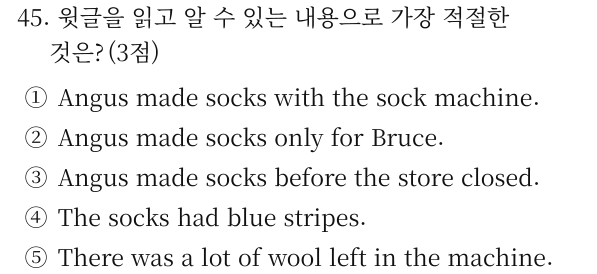 45. 윗글을 읽고 알 수 있는 내용으로 가장 적절한
것은? (3점)
① Angus made socks with the sock machine.
② Angus made socks only for Bruce.
③ Angus made socks before the store closed.
④ The socks had blue stripes.
⑤ There was a lot of wool left in the machine.